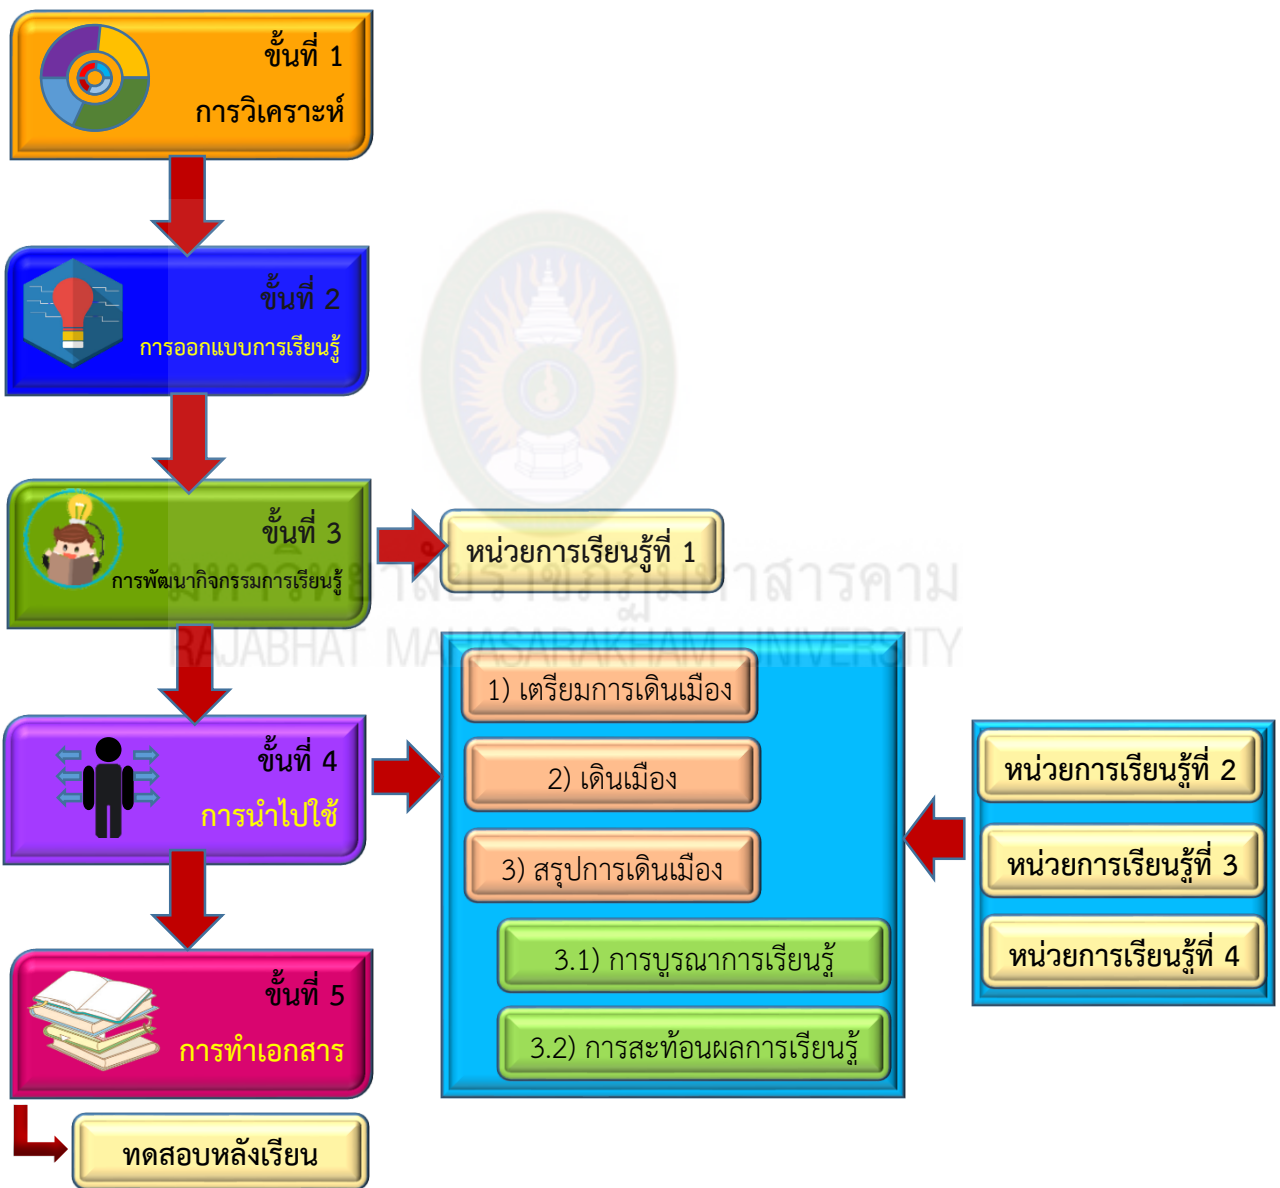 ขั้นที่ 1
การวิเคราะห์
ขั้นที่ 2
การออกแบบการเรียนรู้
ขั้นที่ 3
การพัฒนากิจกรรมการเรียนรู้
หน่วยการเรียนรู้ที่ 1
มหาวิทยาลัยราชภัฏมหาสารคาม
RAJABHAT MAHASARAKHAM UNIVERSITY
ขั้นที่ 4
การนำไปใช้
1) เตรียมการเดินเมือง
2) เดินเมือง
3) สรุปการเดินเมือง
3.1) การบูรณาการเรียนรู้
3.2) การสะท้อนผลการเรียนรู้
หน่วยการเรียนรู้ที่ 2
หน่วยการเรียนรู้ที่ 3
หน่วยการเรียนรู้ที่ 4
ขั้นที่ 5
การทำเอกสาร
ทดสอบหลังเรียน